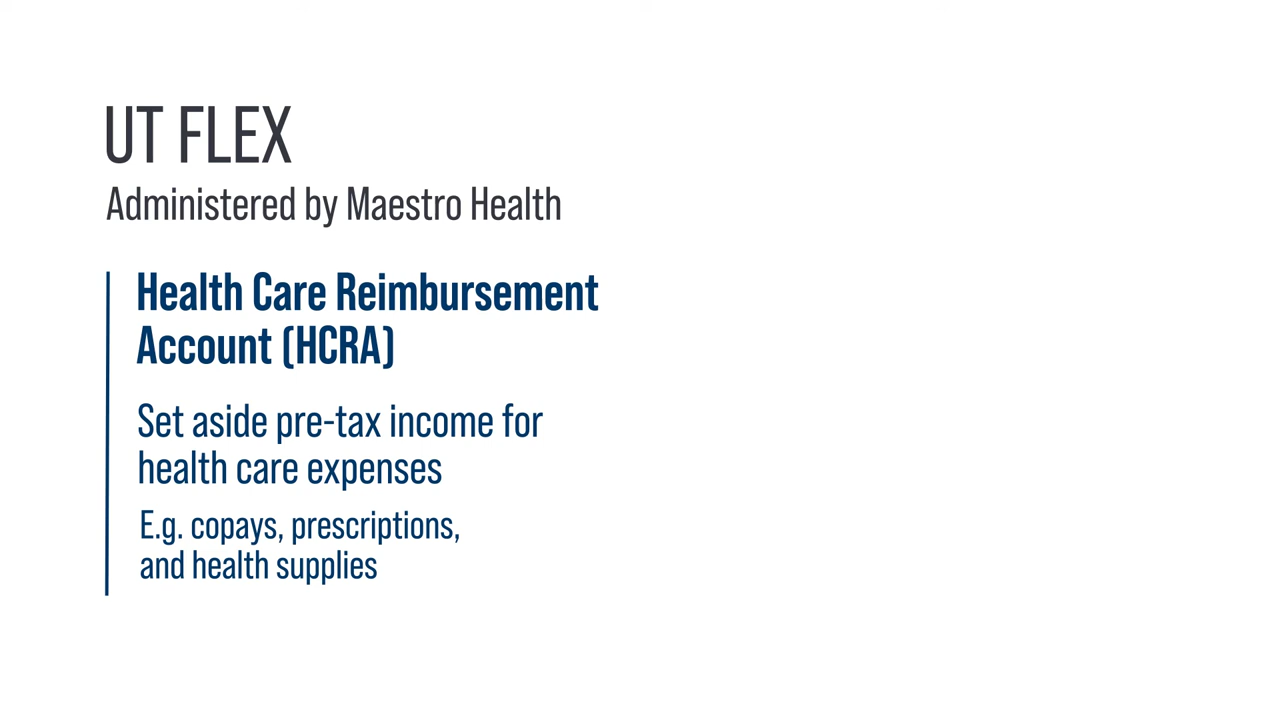 UT FLEX
Administered by Maestro Health
Health Care Reimbursement
Account (HCRA)
Set aside pre-tax income for
health care expenses
E.g. copays, prescriptions,
and health supplies